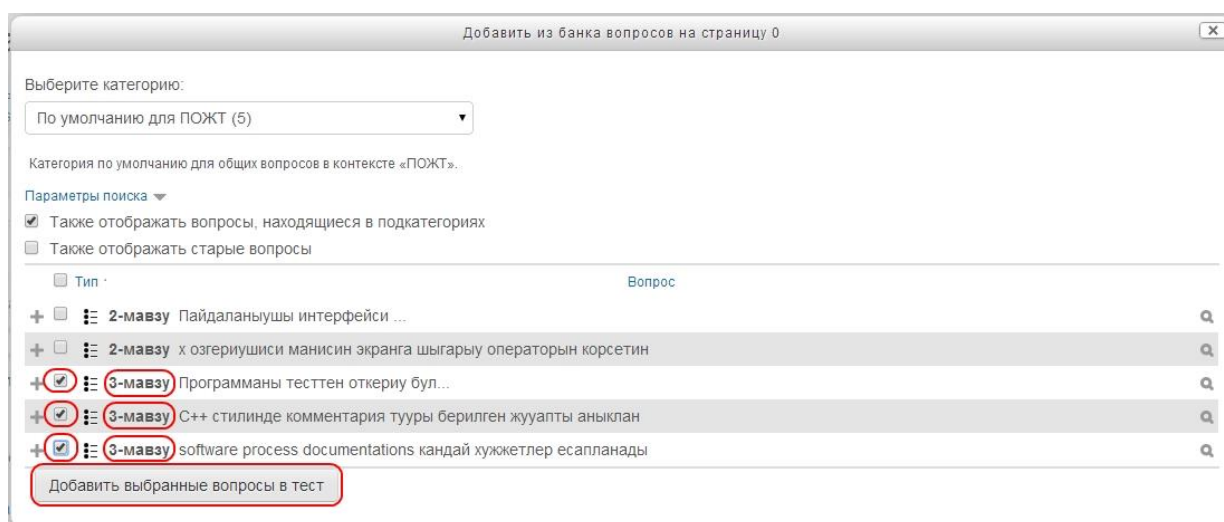 Добавить из банка вопросов на страницу 0
Выберите категорию:
По умолчанию для ПОЖТ (5)
Категория по умолчанию для общих вопросов в контексте «ПОЖТ».
Параметры поиска
Также отображать вопросы, находящиеся в подкатегориях
Также отображать старые вопросы
Тип Вопрос
2-мавзу Пайдаланыушы интерфейси ...
2-мавзу х озгериушиси манисин экранга шыгарыу операторын корсетин
3-мавзу Программаны тесттен откериу бул...
3-мавзу С++ стилинде комментария тууры берилген жууапты аныклан
3-мавзу software process documentations кандай хужжетлер есапланады
Добавить выбранные вопросы в тест